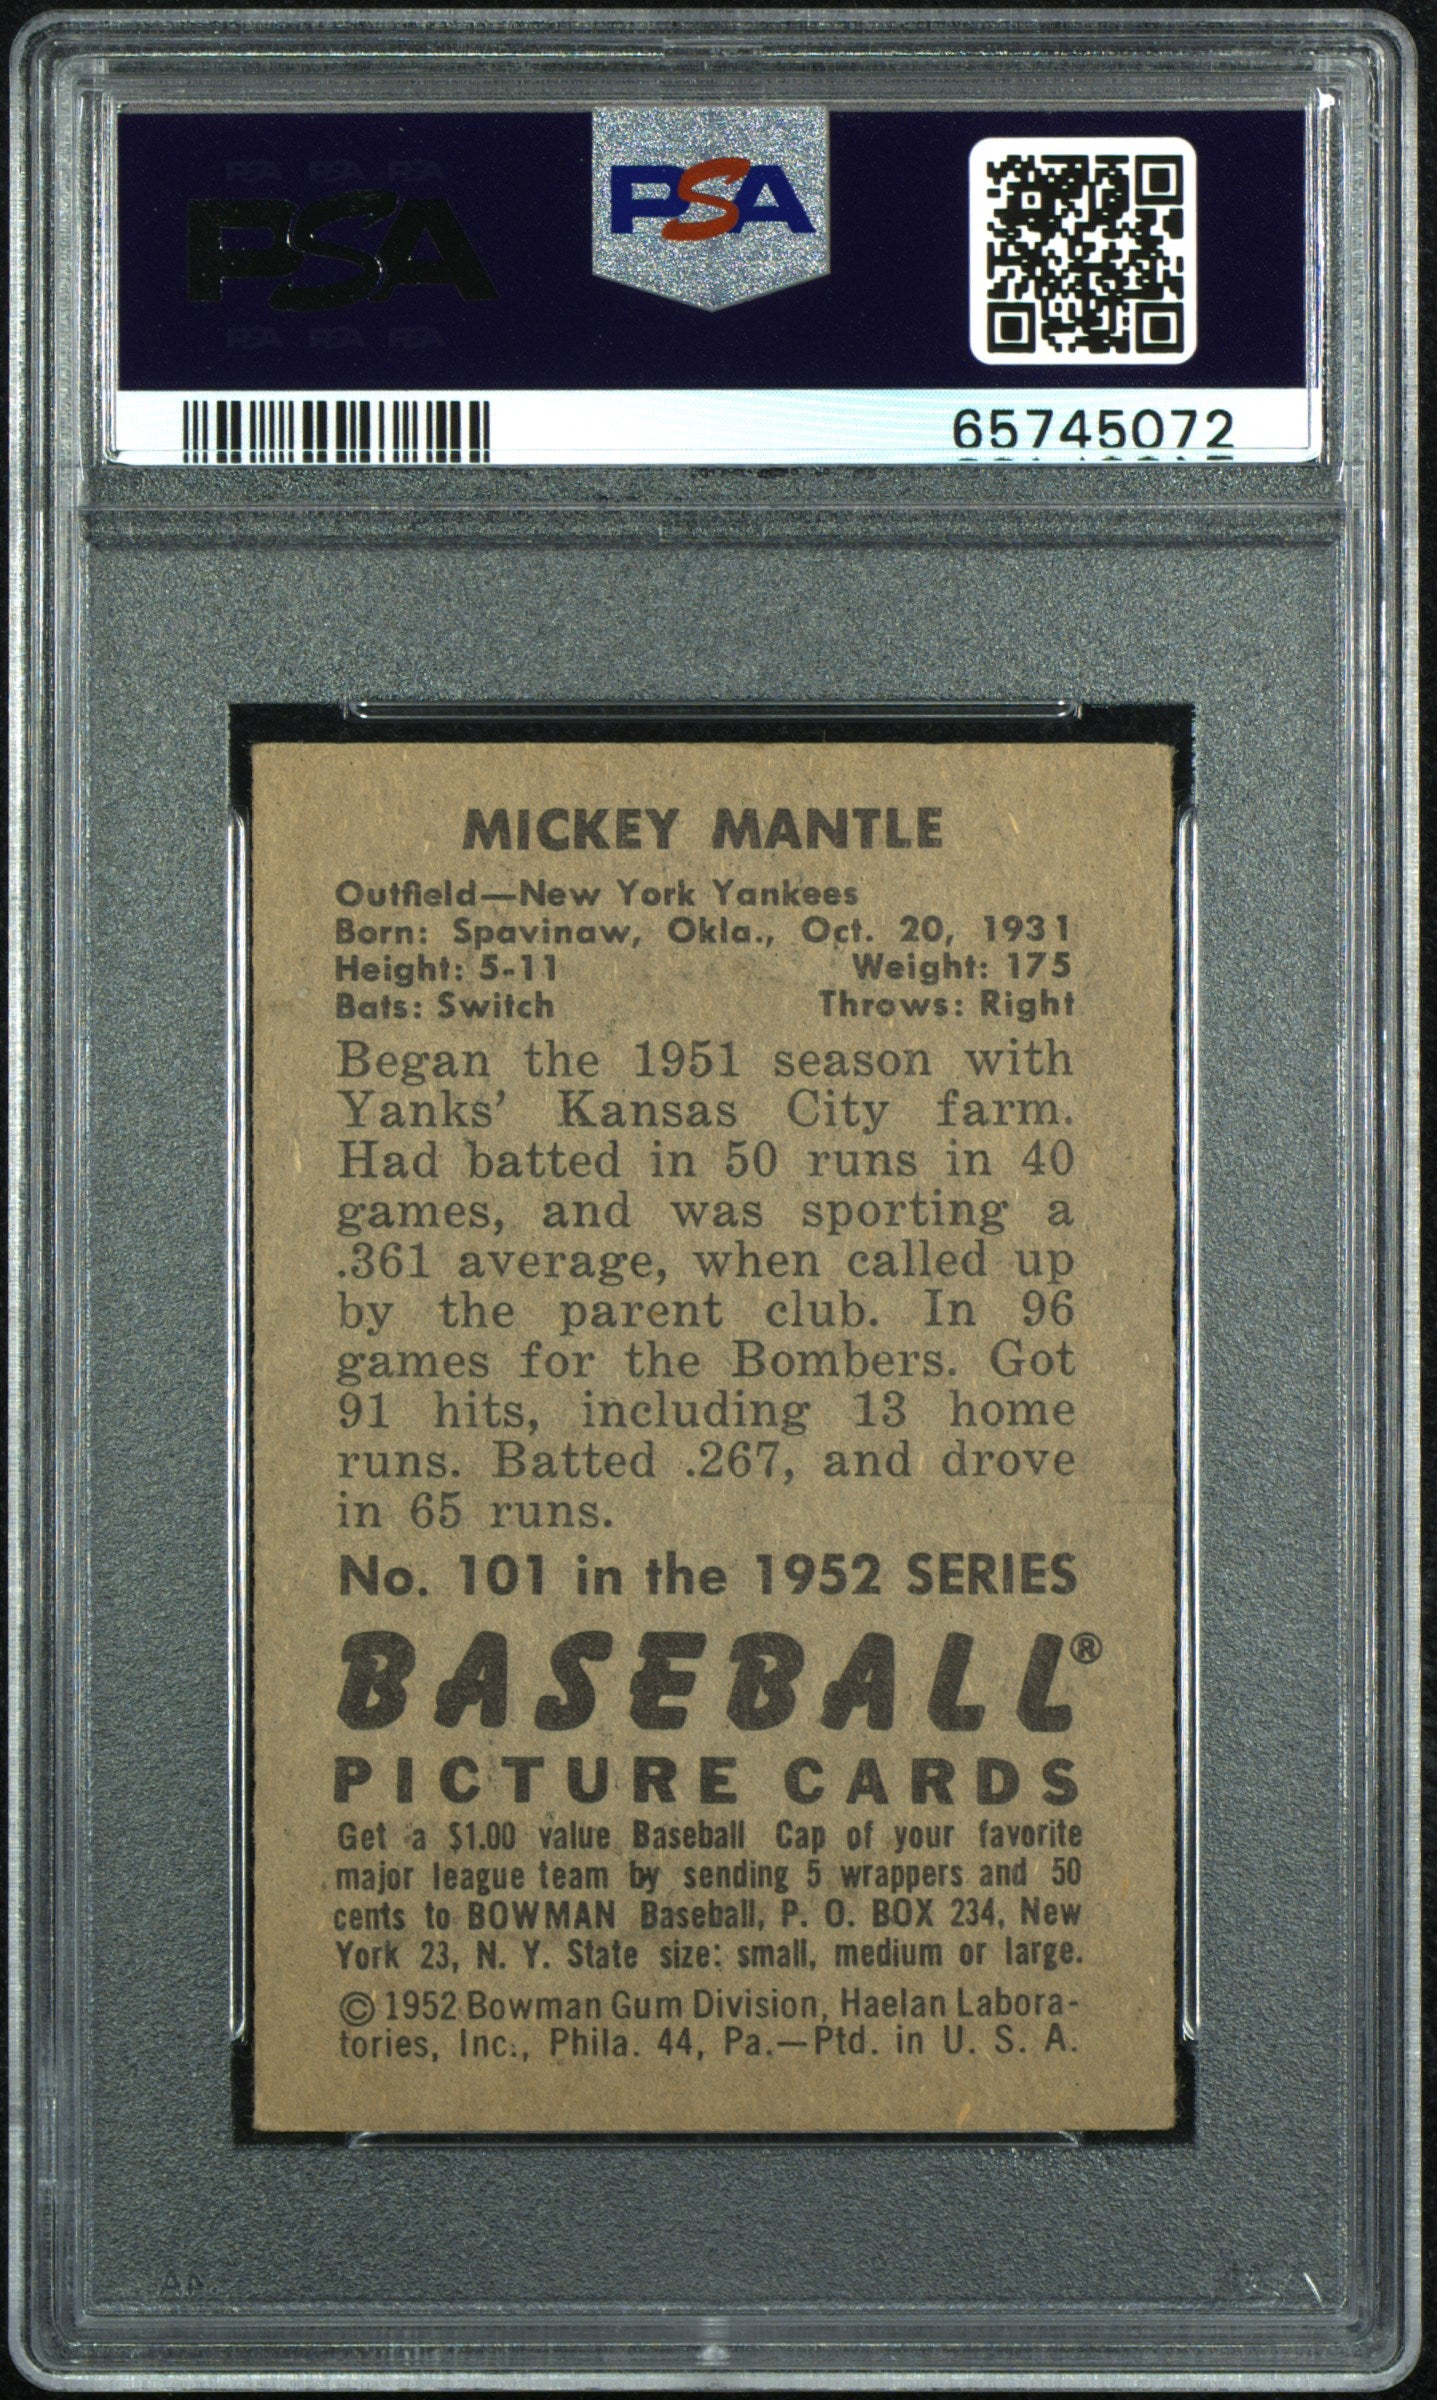 PSA PSA PSA
PSA
PSA PSA PSA
PSA
65745072
MICKEY MANTLE
Outfield—New York Yankees
Born: Spavinaw, Okla., Oct. 20, 1931
Height: 5-11 Weight: 175
Bats: Switch Throws: Right
Began the 1951 season with
Yanks' Kansas City farm.
Had batted in 50 runs in 40
games, and was sporting a
.361 average, when called up
by the parent club. In 96
games for the Bombers. Got
91 hits, including 13 home
runs. Batted .267, and drove
in 65 runs.
No. 101 in the 1952 SERIES
BASEBALL®
PICTURE CARDS
Get a $1.00 value Baseball Cap of your favorite
major league team by sending 5 wrappers and 50
cents to BOWMAN Baseball, P. O. BOX 234, New
York 23, N. Y. State size: small, medium or large.
© 1952 Bowman Gum Division, Haelan Labora-
tories, Inc., Phila. 44, Pa.—Ptd. in U. S. A.